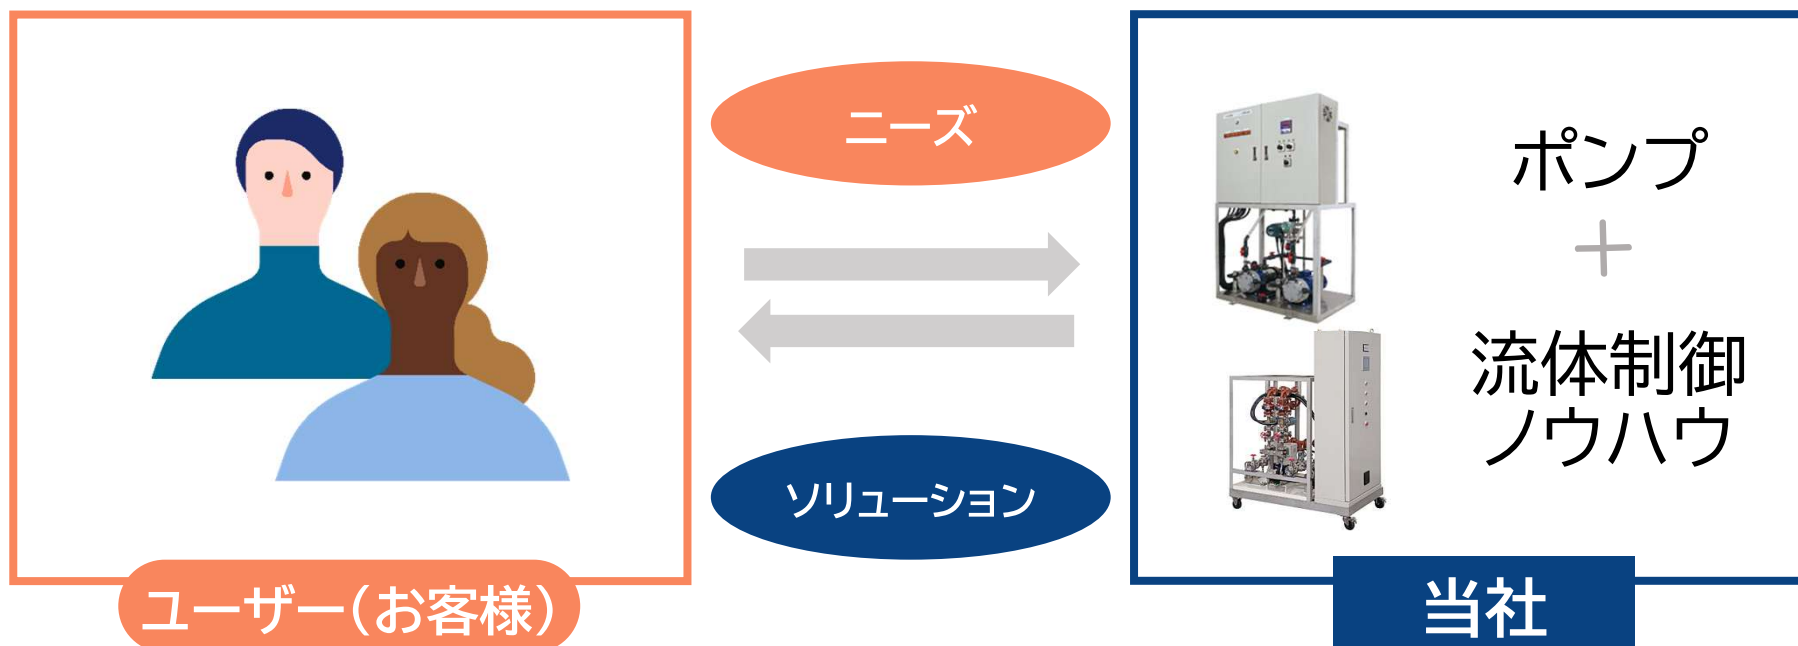 ニーズ
ソリューション
ユーザー(お客様)
ポンプ
+
流体制御
ノウハウ
当社